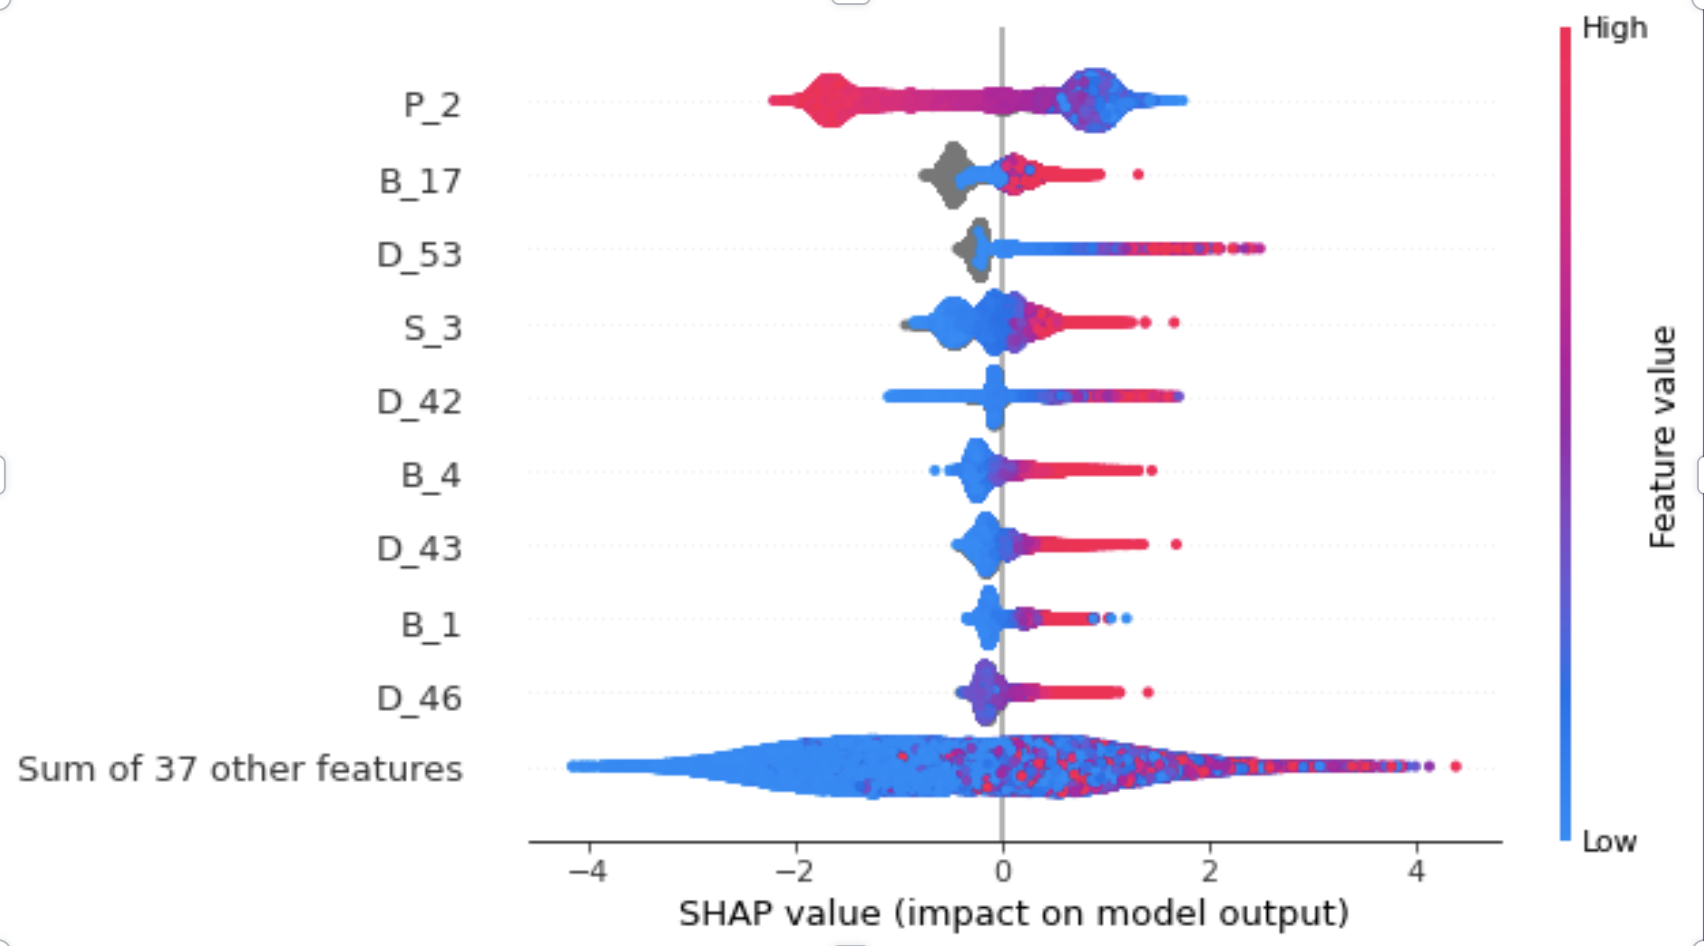 High
P_2
B_17
D_53
S_3
D_42
B_4
D_43
B_1
D_46
Sum of 37 other features
Feature value
Low
−4 −2 0 2 4
SHAP value (impact on model output)